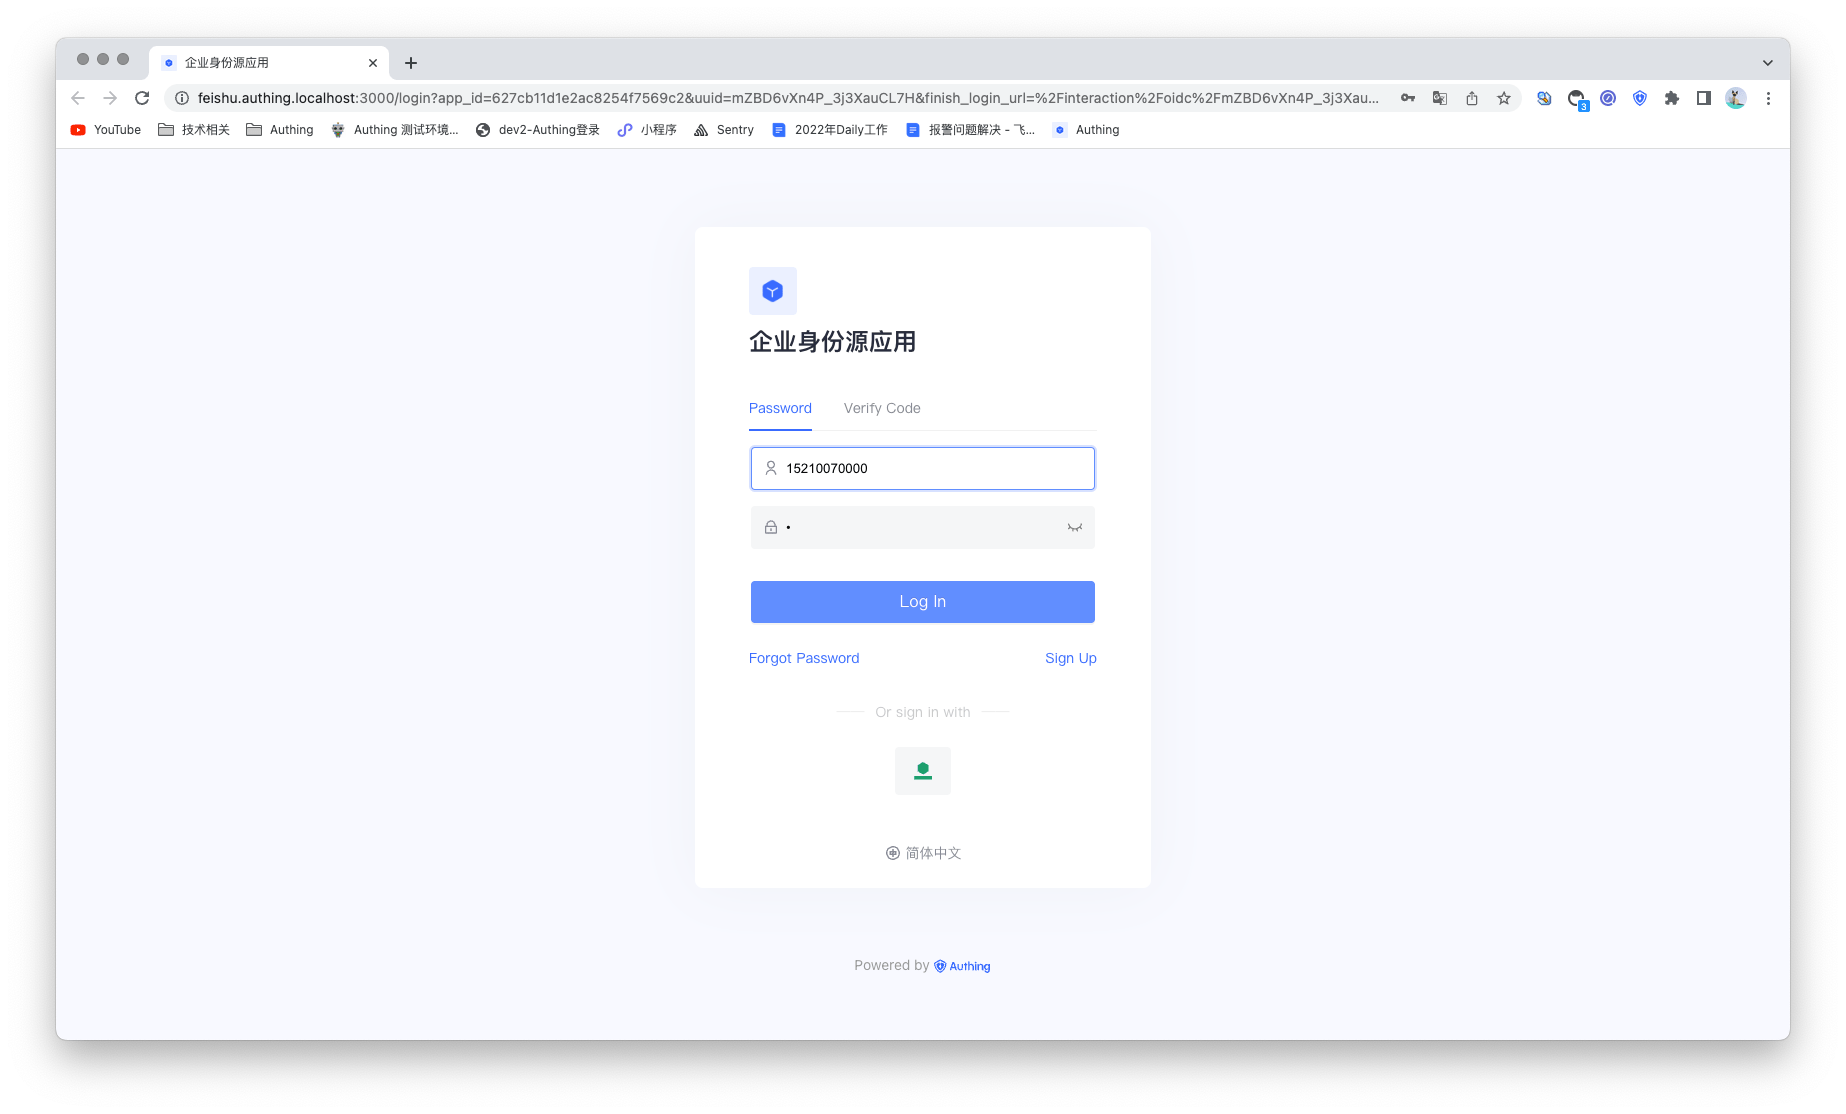 企业身份源应用
feishu.authing.localhost:3000/login?app_id=627cb11d1e2ac8254f7569c2&uuid=mZBD6vXn4P_3j3XauCL7H&finish_login_url=%2Finteraction%2Foidc%2FmZBD6vXn4P_3j3Xau...
3
YouTube 技术相关 Authing Authing 测试环境... dev2-Authing登录 小程序 Sentry 2022年Daily工作 报警问题解决 - 飞... Authing
企业身份源应用
Password Verify Code
15210070000
•
Log In
Forgot Password Sign Up
Or sign in with
简体中文
Powered by Authing